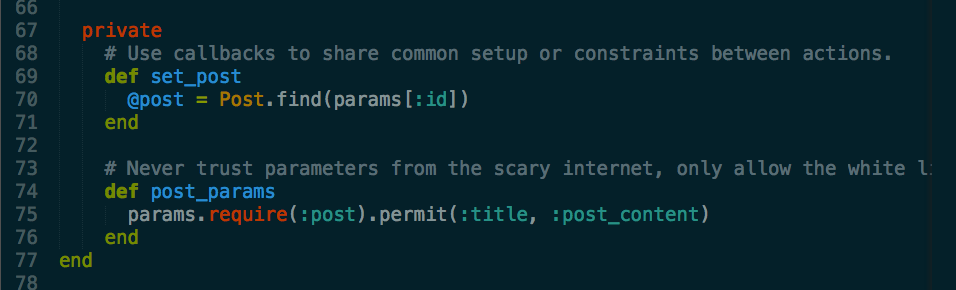 66
67 private
68 # Use callbacks to share common setup or constraints between actions.
69 def set_post
70 @post = Post.find(params[:id])
71 end
72
73 # Never trust parameters from the scary internet, only allow the white
74 def post_params
75 params.require(:post).permit(:title, :post_content)
76 end
77 end
78